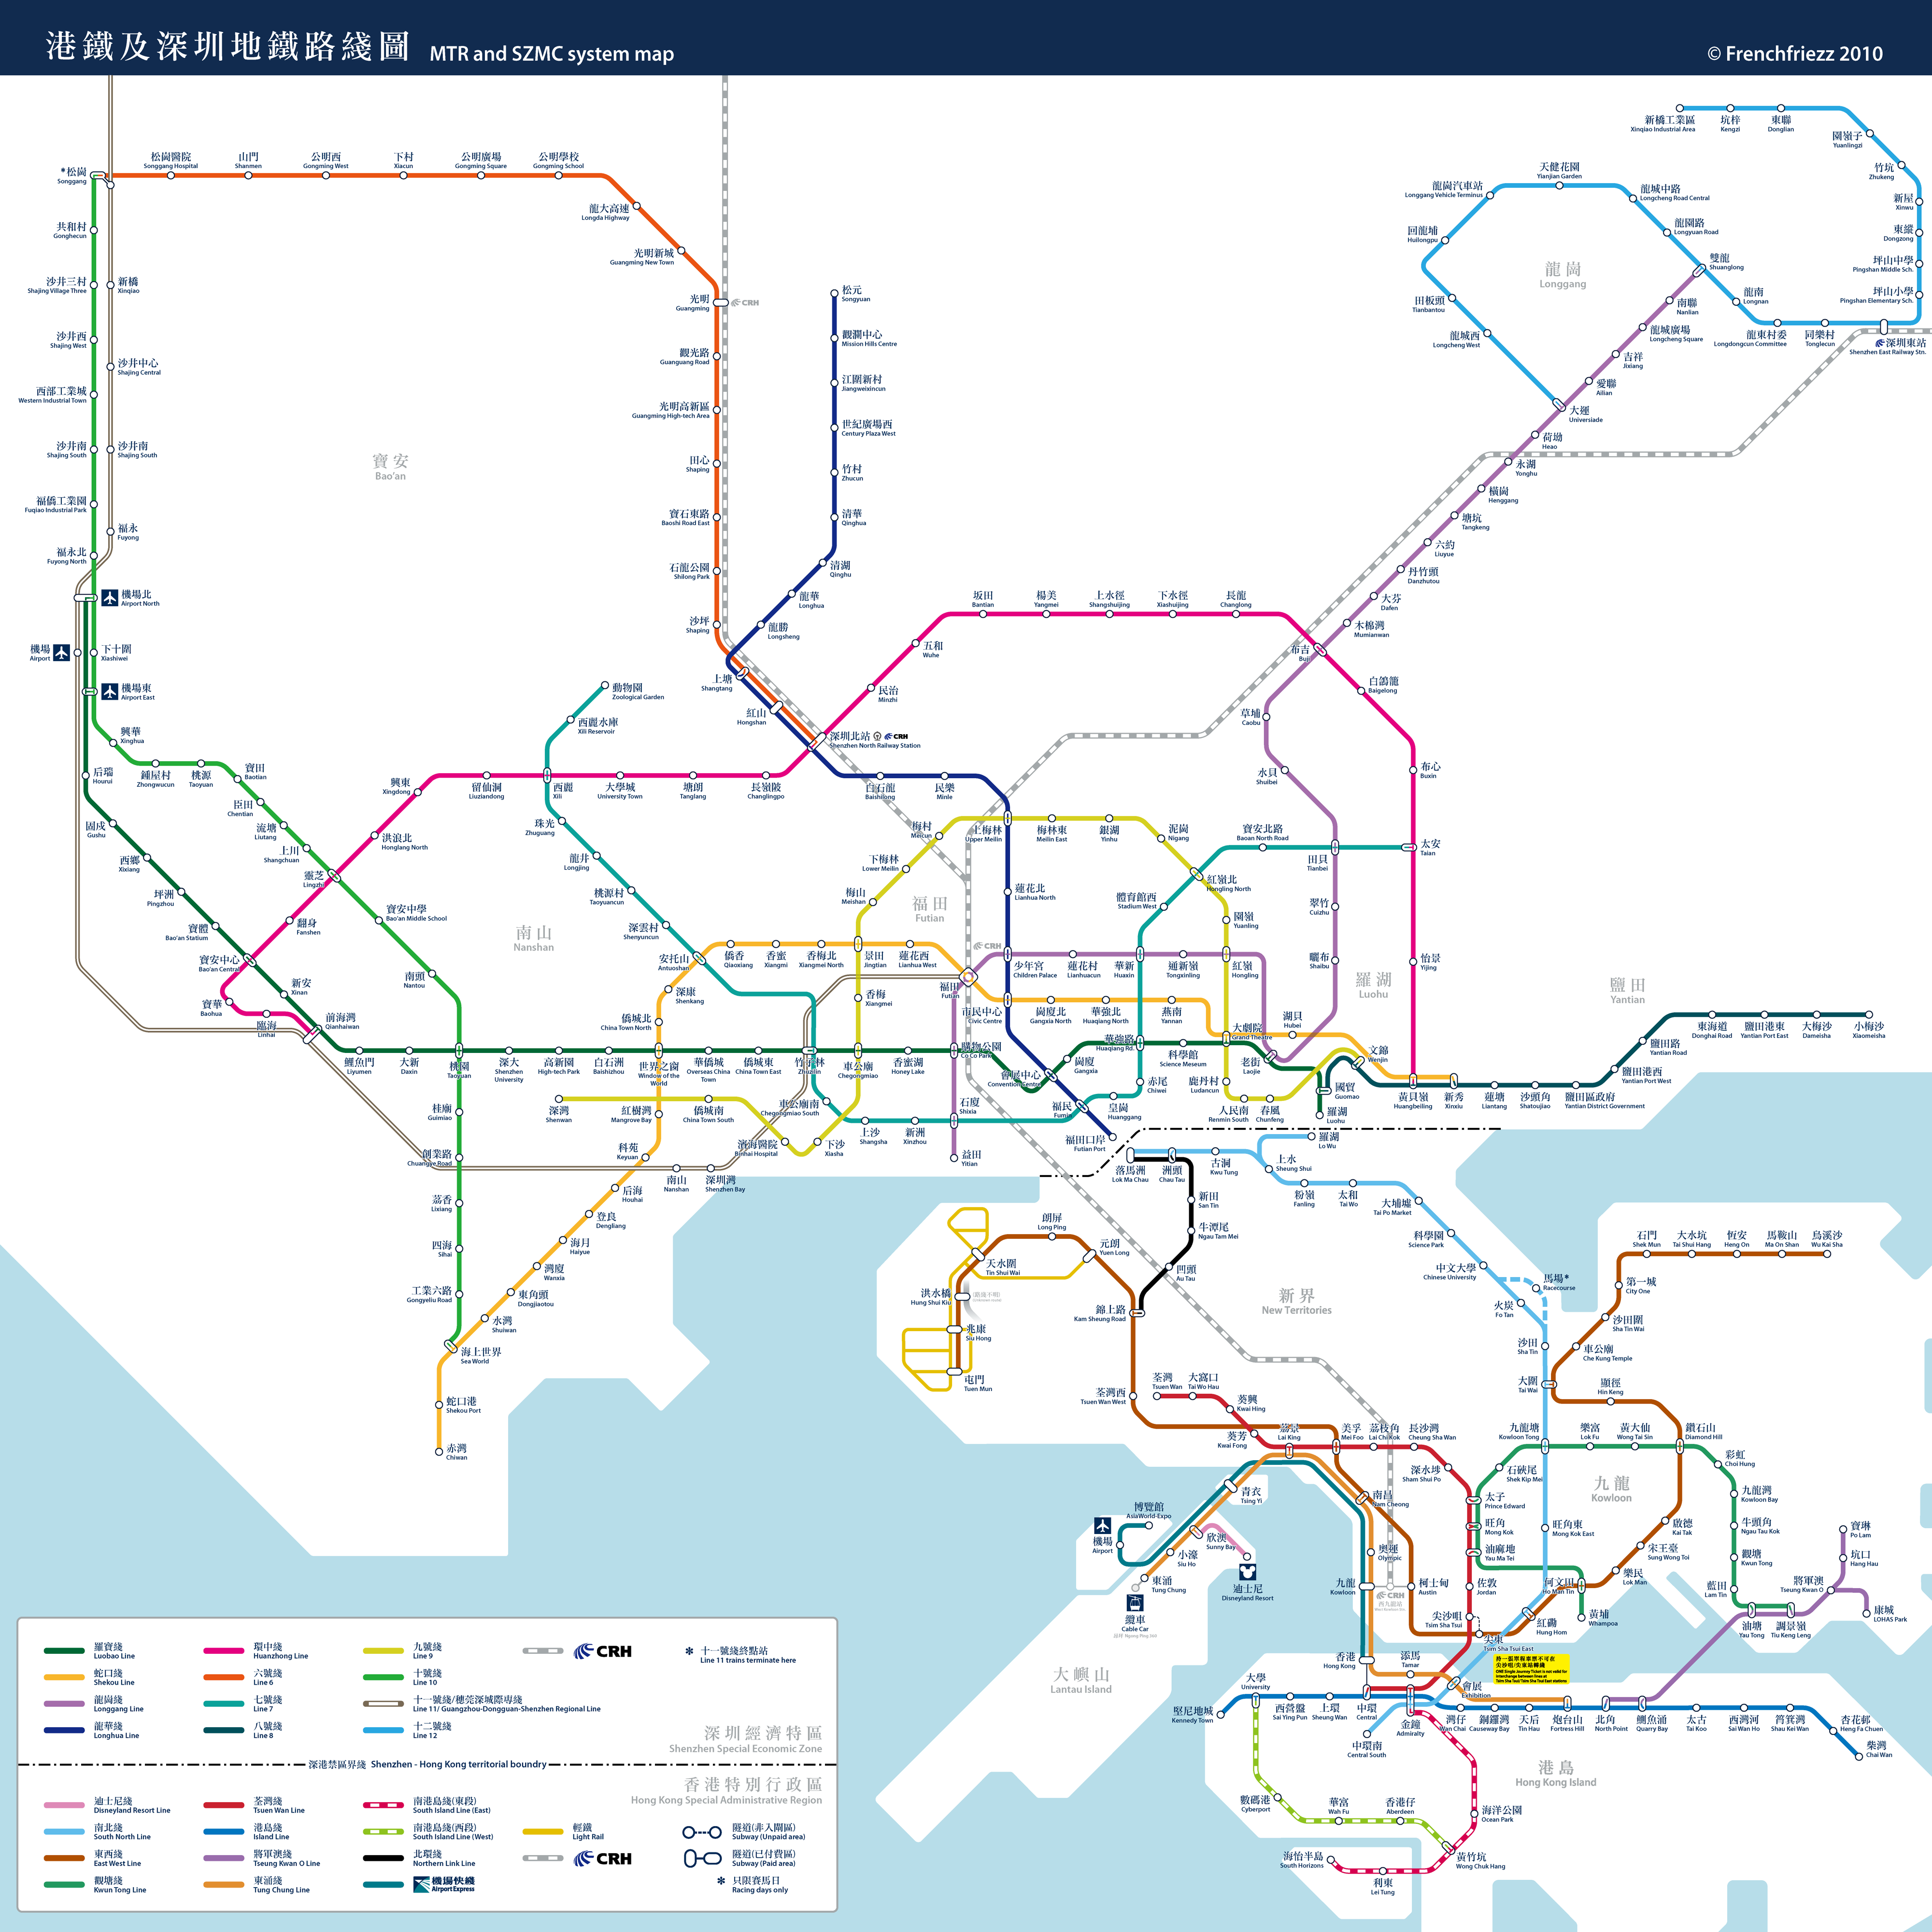 港鐵及深圳地鐵路綫圖 MTR and SZMC system map
© Frenchfriezz 2010
*松崗
Songgang
松崗醫院
Songgang Hospital
山門
Shanmen
公明西
Gongming West
下村
Xiacun
公明廣場
Gongming Square
公明學校
Gongming School
龍大高速
Longda Highway
光明新城
Guangming New Town
光明
Guangming
CRH
觀光路
Guanguang Road
光明高新區
Guangming High-tech Area
田心
Shaping
寶石東路
Baoshi Road East
石龍公園
Shilong Park
沙坪
Shaping
上塘
Shangtang
紅山
Hongshan
深圳北站 CRH
Shenzhen North Railway Station
共和村
Gonghecun
沙井三村
Shajing Village Three
沙井西
Shajing West
西部工業城
Western Industrial Town
沙井南
Shajing South
福僑工業園
Fuqiao Industrial Park
福永北
Fuyong North
新橋
Xinqiao
沙井中心
Shajing Central
沙井南
Shajing South
福永
Fuyong
機場北
Airport North
機場
Airport
下十圍
Xiashiwei
機場東
Airport East
興華
Xinghua
鍾屋村
Zhongwucun
桃源
Taoyuan
寶田
Baotian
臣田
Chentian
流塘
Liutang
上川
Shangchuan
靈芝
Lingzhi
寶安中學
Bao'an Middle School
南頭
Nantou
后瑞
Hourui
固戍
Gushu
西鄉
Xixiang
坪洲
Pingzhou
寶體
Bao'an Statium
寶安中心
Bao'an Central
新安
Xinan
前海灣
Qianhaiwan
寶華
Baohua
臨海
Linhai
翻身
Fanshen
洪浪北
Honglang North
興東
Xingdong
留仙洞
Liuziandong
西麗
Xili
大學城
University Town
塘朗
Tanglang
長嶺陂
Changlingpo
民治
Minzhi
五和
Wuhe
坂田
Bantian
楊美
Yangmei
上水徑
Shangshuijing
下水徑
Xiashuijing
長龍
Changlong
布吉
Buji
白鴿籠
Baigelong
布心
Buxin
太安
Taian
怡景
Yijing
黃貝嶺
Huangbeiling
松元
Songyuan
觀瀾中心
Mission Hills Centre
江圍新村
Jiangweixincun
世紀廣場西
Century Plaza West
竹村
Zhucun
清華
Qinghua
清湖
Qinghu
龍華
Longhua
龍勝
Longsheng
白石龍
Baishilong
民樂
Minle
上梅林
Upper Meilin
蓮花北
Lianhua North
少年宮
Children Palace
市民中心
Civic Centre
會展中心
Convention Centre
福民
Fumin
福田口岸
Futian Port
動物園
Zoological Garden
西麗水庫
Xili Reservoir
珠光
Zhuguang
龍井
Longjing
桃源村
Taoyuancun
深雲村
Shenyuncun
安托山
Antuoshan
僑香
Qiaoxiang
香蜜
Xiangmi
香梅北
Xiangmei North
景田
Jingtian
蓮花西
Lianhua West
福田
Futian
CRH
深康
Shenkang
僑城北
China Town North
世界之窗
Window of the World
紅樹灣
Mangrove Bay
科苑
Keyuan
后海
Houhai
登良
Dengliang
海月
Haiyue
灣廈
Wanxia
東角頭
Dongjiaotou
水灣
Shuiwan
海上世界
Sea World
蛇口港
Shekou Port
赤灣
Chiwan
鯉魚門
Liyumen
大新
Daxin
桃園
Taoyuan
深大
Shenzhen University
高新園
High-tech Park
白石洲
Baishizhou
華僑城
Overseas China Town
僑城東
China Town East
竹子林
Zhuzilin
車公廟
Chegongmiao
香蜜湖
Honey Lake
購物公園
Co Co Park
崗廈
Gangxia
華強路
Huaqiang Rd.
科學館
Science Meseum
大劇院
Grand Theatre
老街
Laojie
國貿
Guomao
羅湖
Luohu
桂廟
Guimiao
創業路
Chuangye Road
荔香
Lixiang
四海
Sihai
工業六路
Gongyeliu Road
南山
Nanshan
深圳灣
Shenzhen Bay
深灣
Shenwan
僑城南
China Town South
濱海醫院
Binhai Hospital
下沙
Xiasha
車公廟南
Chegongmiao South
上沙
Shangsha
新洲
Xinzhou
石廈
Shixia
益田
Yitian
香梅
Xiangmei
梅山
Meishan
下梅林
Lower Meilin
梅村
Meicun
梅林東
Meilin East
銀湖
Yinhu
泥崗
Nigang
紅嶺北
Hongling North
園嶺
Yuanling
紅嶺
Hongling
鹿丹村
Ludancun
人民南
Renmin South
春風
Chunfeng
文錦
Wenjin
皇崗
Huanggang
赤尾
Chiwei
華新
Huaxin
體育館西
Stadium West
寶安北路
Baoan North Road
田貝
Tianbei
蓮花村
Lianhuacun
通新嶺
Tongxinling
崗廈北
Gangxia North
華強北
Huaqiang North
燕南
Yannan
湖貝
Hubei
新秀
Xinxiu
曬布
Shaibu
翠竹
Cuizhu
水貝
Shuibei
草埔
Caobu
木棉灣
Mumianwan
大芬
Dafen
丹竹頭
Danzhutou
六約
Liuyue
塘坑
Tangkeng
橫崗
Henggang
永湖
Yonghu
荷坳
Heao
大運
Universiade
愛聯
Ailian
吉祥
Jixiang
龍城廣場
Longcheng Square
南聯
Nanlian
雙龍
Shuanglong
龍城西
Longcheng West
田板頭
Tianbantou
回龍埔
Huilongpu
龍崗汽車站
Longgang Vehicle Terminus
天健花園
Yianjian Garden
龍城中路
Longcheng Road Central
龍園路
Longyuan Road
龍南
Longnan
龍東村委
Longdongcun Committee
同樂村
Tonglecun
深圳東站
Shenzhen East Railway Stn.
坪山小學
Pingshan Elementary Sch.
坪山中學
Pingshan Middle Sch.
東縱
Dongzong
新屋
Xinwu
竹坑
Zhukeng
園嶺子
Yuanlingzi
東聯
Donglian
坑梓
Kengzi
新橋工業區
Xinqiao Industrial Area
蓮塘
Liantang
沙頭角
Shatoujiao
鹽田區政府
Yantian District Government
鹽田港西
Yantian Port West
鹽田路
Yantian Road
東海道
Donghai Road
鹽田港東
Yantian Port East
大梅沙
Dameisha
小梅沙
Xiaomeisha
寶安
Bao'an
南山
Nanshan
福田
Futian
羅湖
Luohu
鹽田
Yantian
龍崗
Longgang
落馬洲
Lok Ma Chau
洲頭
Chau Tau
古洞
Kwu Tung
羅湖
Lo Wu
上水
Sheung Shui
粉嶺
Fanling
太和
Tai Wo
大埔墟
Tai Po Market
科學園
Science Park
中文大學
Chinese University
馬場*
Racecourse
火炭
Fo Tan
沙田
Sha Tin
大圍
Tai Wai
新田
San Tin
牛潭尾
Ngau Tam Mei
凹頭
Au Tau
錦上路
Kam Sheung Road
元朗
Yuen Long
朗屏
Long Ping
天水圍
Tin Shui Wai
洪水橋
Hung Shui Kiu
兆康
Siu Hong
屯門
Tuen Mun
荃灣西
Tsuen Wan West
新界
New Territories
石門
Shek Mun
大水坑
Tai Shui Hang
恆安
Heng On
馬鞍山
Ma On Shan
烏溪沙
Wu Kai Sha
第一城
City One
沙田圍
Sha Tin Wai
車公廟
Che Kung Temple
顯徑
Hin Keng
荃灣
Tsuen Wan
大窩口
Tai Wo Hau
葵興
Kwai Hing
葵芳
Kwai Fong
荔景
Lai King
美孚
Mei Foo
荔枝角
Lai Chi Kok
長沙灣
Cheung Sha Wan
深水埗
Sham Shui Po
太子
Prince Edward
旺角
Mong Kok
油麻地
Yau Ma Tei
佐敦
Jordan
尖沙咀
Tsim Sha Tsui
尖東
Tsim Sha Tsui East
九龍塘
Kowloon Tong
樂富
Lok Fu
黃大仙
Wong Tai Sin
鑽石山
Diamond Hill
彩虹
Choi Hung
九龍灣
Kowloon Bay
牛頭角
Ngau Tau Kok
觀塘
Kwun Tong
藍田
Lam Tin
油塘
Yau Tong
調景嶺
Tiu Keng Leng
將軍澳
Tseung Kwan O
坑口
Hang Hau
寶琳
Po Lam
康城
LOHAS Park
石硤尾
Shek Kip Mei
九龍
Kowloon
旺角東
Mong Kok East
啟德
Kai Tak
宋王臺
Sung Wong Toi
樂民
Lok Man
何文田
Ho Man Tin
黃埔
Whampoa
紅磡
Hung Hom
南昌
Nam Cheong
奧運
Olympic
九龍
Kowloon
柯士甸
Austin
CRH
西九龍站
青衣
Tsing Yi
博覽館
AsiaWorld-Expo
機場
Airport
欣澳
Sunny Bay
小濠
Siu Ho
東涌
Tung Chung
纜車
Cable Car
迪士尼
Disneyland Resort
大嶼山
Lantau Island
香港
Hong Kong
添馬
Tamar
會展
Exhibition
持一張單程車票不可在
尖沙咀/尖東站轉綫
ONE Single Journey Ticket is not valid for
interchange between lines at
Tsim Sha Tsui/Tsim Sha Tsui East stations
堅尼地城
Kennedy Town
大學
University
西營盤
Sai Ying Pun
上環
Sheung Wan
中環
Central
中環南
Central South
金鐘
Admiralty
灣仔
Wan Chai
銅鑼灣
Causeway Bay
天后
Tin Hau
炮台山
Fortress Hill
北角
North Point
鰂魚涌
Quarry Bay
太古
Tai Koo
西灣河
Sai Wan Ho
筲箕灣
Shau Kei Wan
杏花邨
Heng Fa Chuen
柴灣
Chai Wan
港島
Hong Kong Island
數碼港
Cyberport
華富
Wah Fu
香港仔
Aberdeen
海洋公園
Ocean Park
黃竹坑
Wong Chuk Hang
利東
Lei Tung
海怡半島
South Horizons
羅寶綫
Luobao Line
蛇口綫
Shekou Line
龍崗綫
Longgang Line
龍華綫
Longhua Line
環中綫
Huanzhong Line
六號綫
Line 6
七號綫
Line 7
八號綫
Line 8
九號綫
Line 9
十號綫
Line 10
十一號綫/穗莞深城際專綫
Line 11/ Guangzhou-Dongguan-Shenzhen Regional Line
十二號綫
Line 12
CRH
* 十一號綫終點站
Line 11 trains terminate here
深圳經濟特區
Shenzhen Special Economic Zone
深港禁區界綫 Shenzhen - Hong Kong territorial boundry
香港特別行政區
Hong Kong Special Administrative Region
迪士尼綫
Disneyland Resort Line
南北綫
South North Line
東西綫
East West Line
觀塘綫
Kwun Tong Line
荃灣綫
Tsuen Wan Line
港島綫
Island Line
將軍澳綫
Tseung Kwan O Line
東涌綫
Tung Chung Line
南港島綫(東段)
South Island Line (East)
南港島綫(西段)
South Island Line (West)
北環綫
Northern Link Line
機場快綫
Airport Express
輕鐵
Light Rail
CRH
隧道(非入閘區)
Subway (Unpaid area)
隧道(已付費區)
Subway (Paid area)
* 只限賽馬日
Racing days only